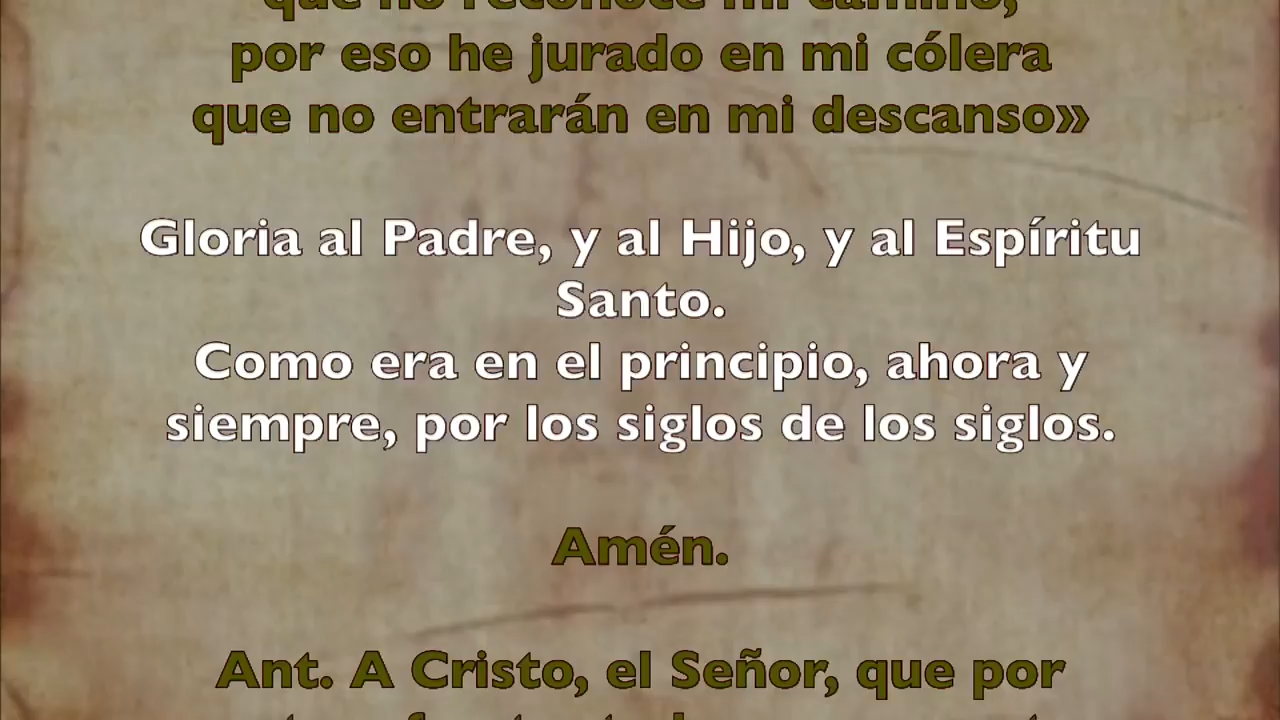 que no reconoce mi camino,
por eso he jurado en mi cólera
que no entrarán en mi descanso»
Gloria al Padre, y al Hijo, y al Espíritu
Santo.
Como era en el principio, ahora y
siempre, por los siglos de los siglos.
Amén.
Ant. A Cristo, el Señor, que por